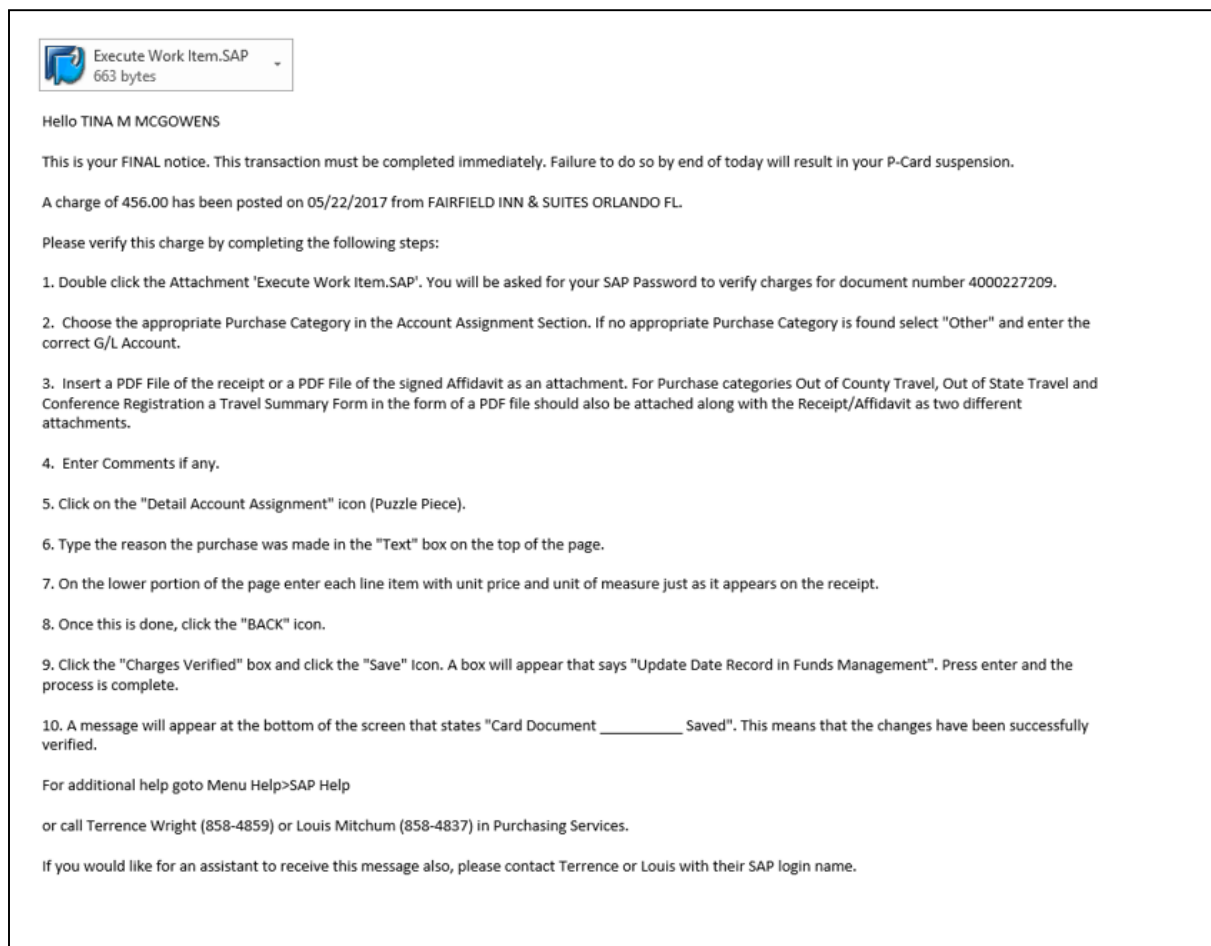 Execute Work Item.SAP
663 bytes
Hello TINA M MCGOWENS
This is your FINAL notice. This transaction must be completed immediately. Failure to do so by end of today will result in your P-Card suspension.
A charge of 456.00 has been posted on 05/22/2017 from FAIRFIELD INN & SUITES ORLANDO FL.
Please verify this charge by completing the following steps:
1. Double click the Attachment 'Execute Work Item.SAP'. You will be asked for your SAP Password to verify charges for document number 4000227209.
2.  Choose the appropriate Purchase Category in the Account Assignment Section. If no appropriate Purchase Category is found select "Other" and enter the
correct G/L Account.
3.  Insert a PDF File of the receipt or a PDF File of the signed Affidavit as an attachment. For Purchase categories Out of County Travel, Out of State Travel and
Conference Registration a Travel Summary Form in the form of a PDF file should also be attached along with the Receipt/Affidavit as two different
attachments.
4.  Enter Comments if any.
5. Click on the "Detail Account Assignment" icon (Puzzle Piece).
6. Type the reason the purchase was made in the "Text" box on the top of the page.
7. On the lower portion of the page enter each line item with unit price and unit of measure just as it appears on the receipt.
8. Once this is done, click the "BACK" icon.
9. Click the "Charges Verified" box and click the "Save" Icon. A box will appear that says "Update Date Record in Funds Management". Press enter and the
process is complete.
10. A message will appear at the bottom of the screen that states "Card Document __________ Saved". This means that the changes have been successfully
verified.
For additional help goto Menu Help>SAP Help
or call Terrence Wright (858-4859) or Louis Mitchum (858-4837) in Purchasing Services.
If you would like for an assistant to receive this message also, please contact Terrence or Louis with their SAP login name.